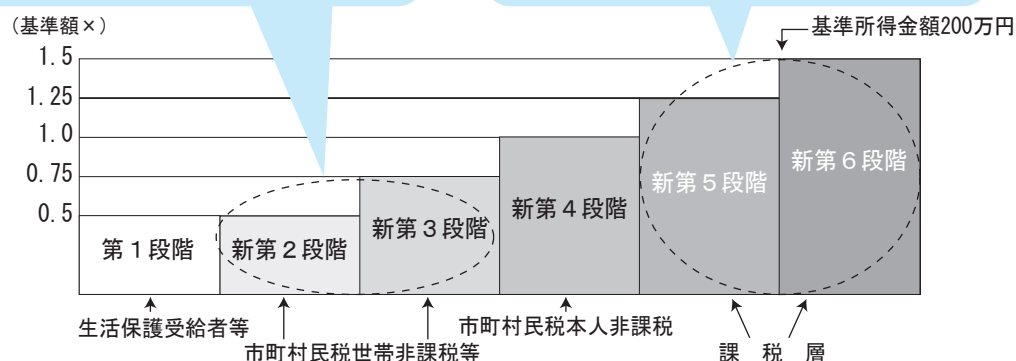 （基準額×）
基準所得金額200万円
1.5
1.25
1.0
0.75
0.5
第１段階
新第２段階
新第３段階
新第４段階
新第５段階
新第６段階
生活保護受給者等
市町村民税世帯非課税等
市町村民税本人非課税
課 税 層